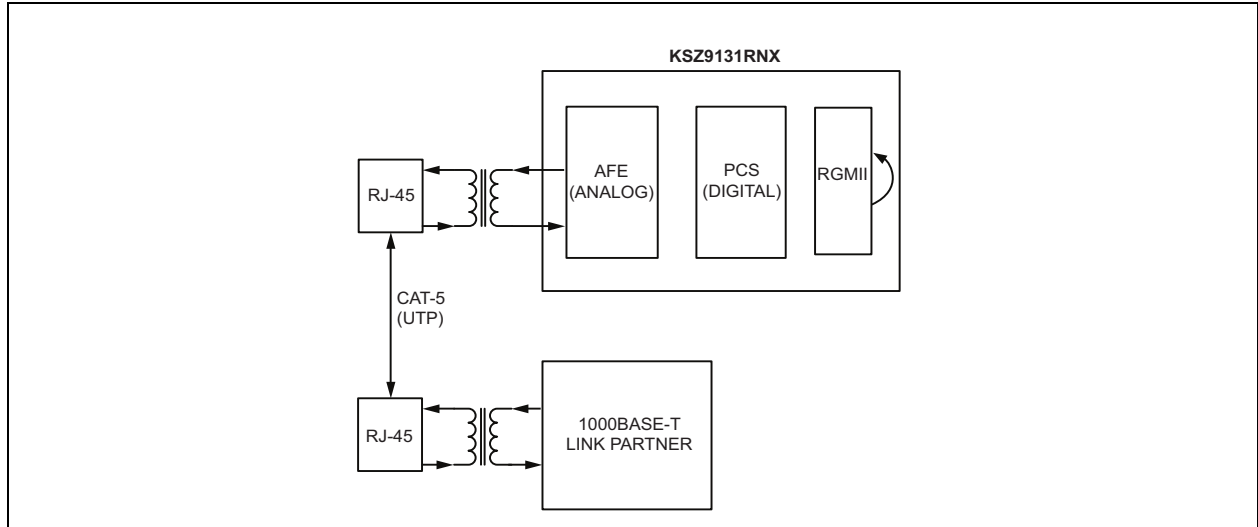 KSZ9131RNX
RJ-45
AFE
(ANALOG)
PCS
(DIGITAL)
RGMII
CAT-5
(UTP)
RJ-45
1000BASE-T
LINK PARTNER